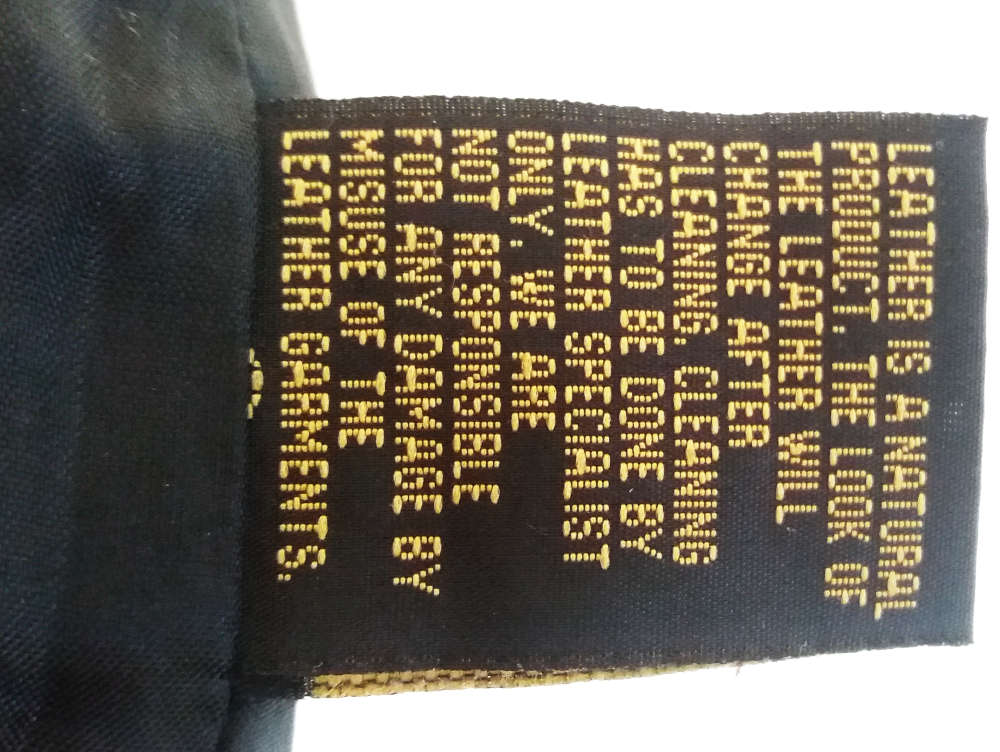 LEATHER IS A NATURAL
PRODUCT. THE LOOK OF
THE LEATHER WILL
CHANGE AFTER
CLEANING. CLEANING
HAS TO BE DONE BY
LEATHER SPECIALIST
ONLY. WE ARE
NOT RESPONSIBLE
FOR ANY DAMAGE BY
MISUSE OF THE
LEATHER GARMENTS.